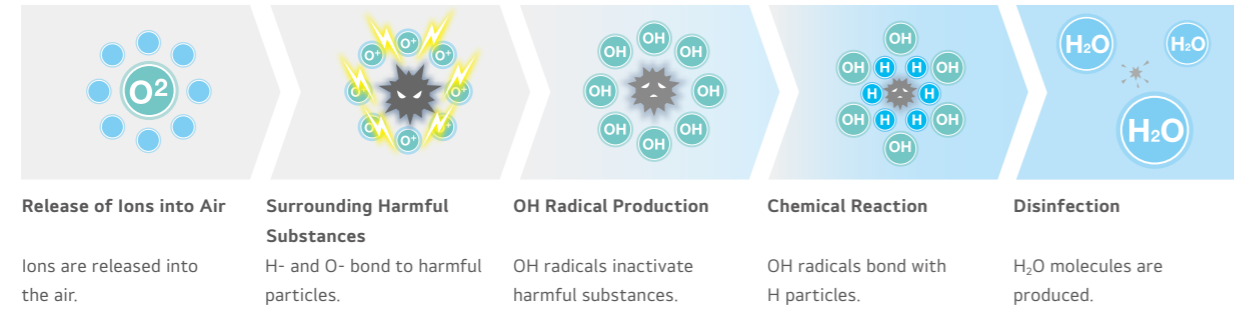 O²
O⁺ O⁺ O⁺ O⁺ O⁺ O⁺ O⁺ O⁺
OH OH OH OH OH OH OH OH
OH OH OH OH OH OH
H H H H H H
H₂O H₂O
H₂O
Release of Ions into Air
Ions are released into
the air.
Surrounding Harmful
Substances
H- and O- bond to harmful
particles.
OH Radical Production
OH radicals inactivate
harmful substances.
Chemical Reaction
OH radicals bond with
H particles.
Disinfection
H₂O molecules are
produced.